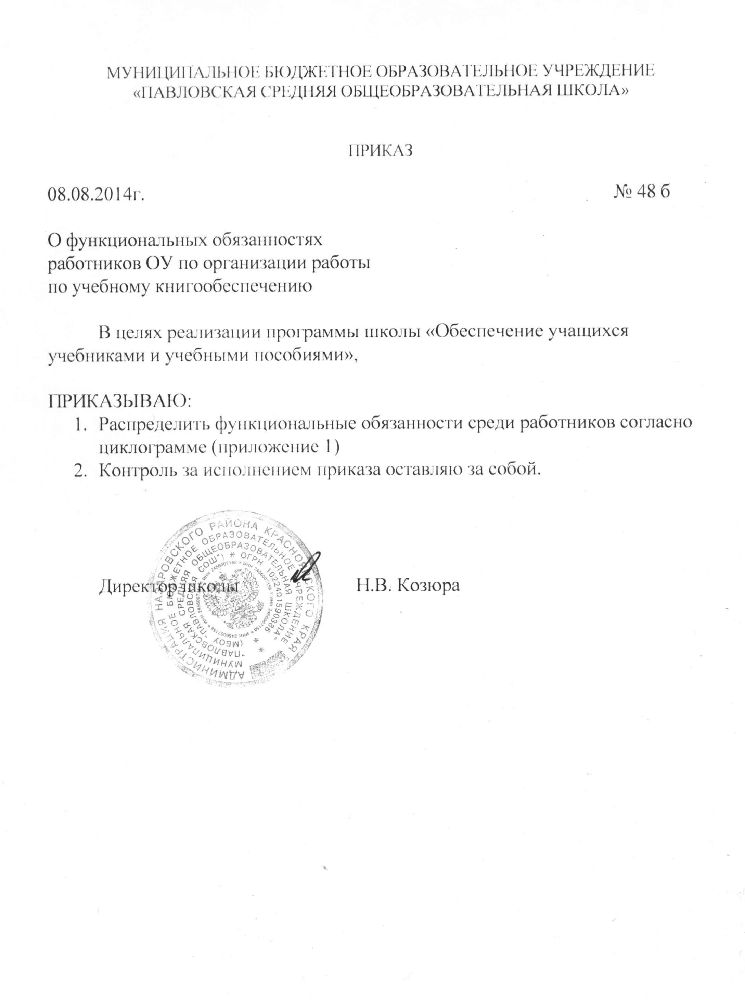 МУНИЦИПАЛЬНОЕ БЮДЖЕТНОЕ ОБРАЗОВАТЕЛЬНОЕ УЧРЕЖДЕНИЕ
«ПАВЛОВСКАЯ СРЕДНЯЯ ОБЩЕОБРАЗОВАТЕЛЬНАЯ ШКОЛА»
ПРИКАЗ
08.08.2014г. № 48 б
О функциональных обязанностях
работников ОУ по организации работы
по учебному книгообеспечению
В целях реализации программы школы «Обеспечение учащихся
учебниками и учебными пособиями»,
ПРИКАЗЫВАЮ:
1. Распределить функциональные обязанности среди работников согласно
циклограмме (приложение 1)
2. Контроль за исполнением приказа оставляю за собой.
Директор школы Н.В. Козюра
АДМИНИСТРАЦИЯ НАЗАРОВСКОГО РАЙОНА КРАСНОЯРСКОГО КРАЯ
МУНИЦИПАЛЬНОЕ БЮДЖЕТНОЕ ОБРАЗОВАТЕЛЬНОЕ УЧРЕЖДЕНИЕ
"ПАВЛОВСКАЯ СРЕДНЯЯ ОБЩЕОБРАЗОВАТЕЛЬНАЯ ШКОЛА" *
(МБОУ "ПАВЛОВСКАЯ СОШ") * ОГРН 1022401590386 *
ИНН 2456007158 * ИНН 2456007158 * ИНН 2456007158 * ИНН 2456007158 * ИНН 2456007158 *